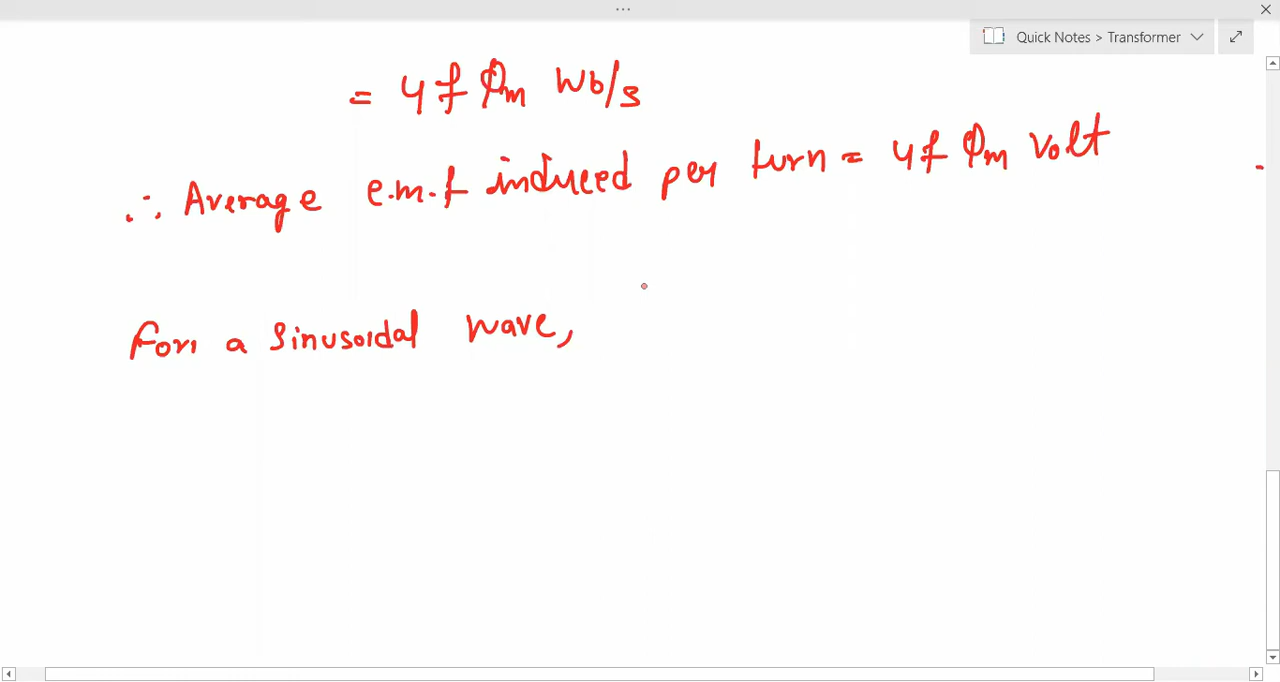 ...
Quick Notes > Transformer
= 4f Φm Wb/s
∴ Average e.m.f induced per turn = 4f Φm Volt
For a Sinusoidal wave,